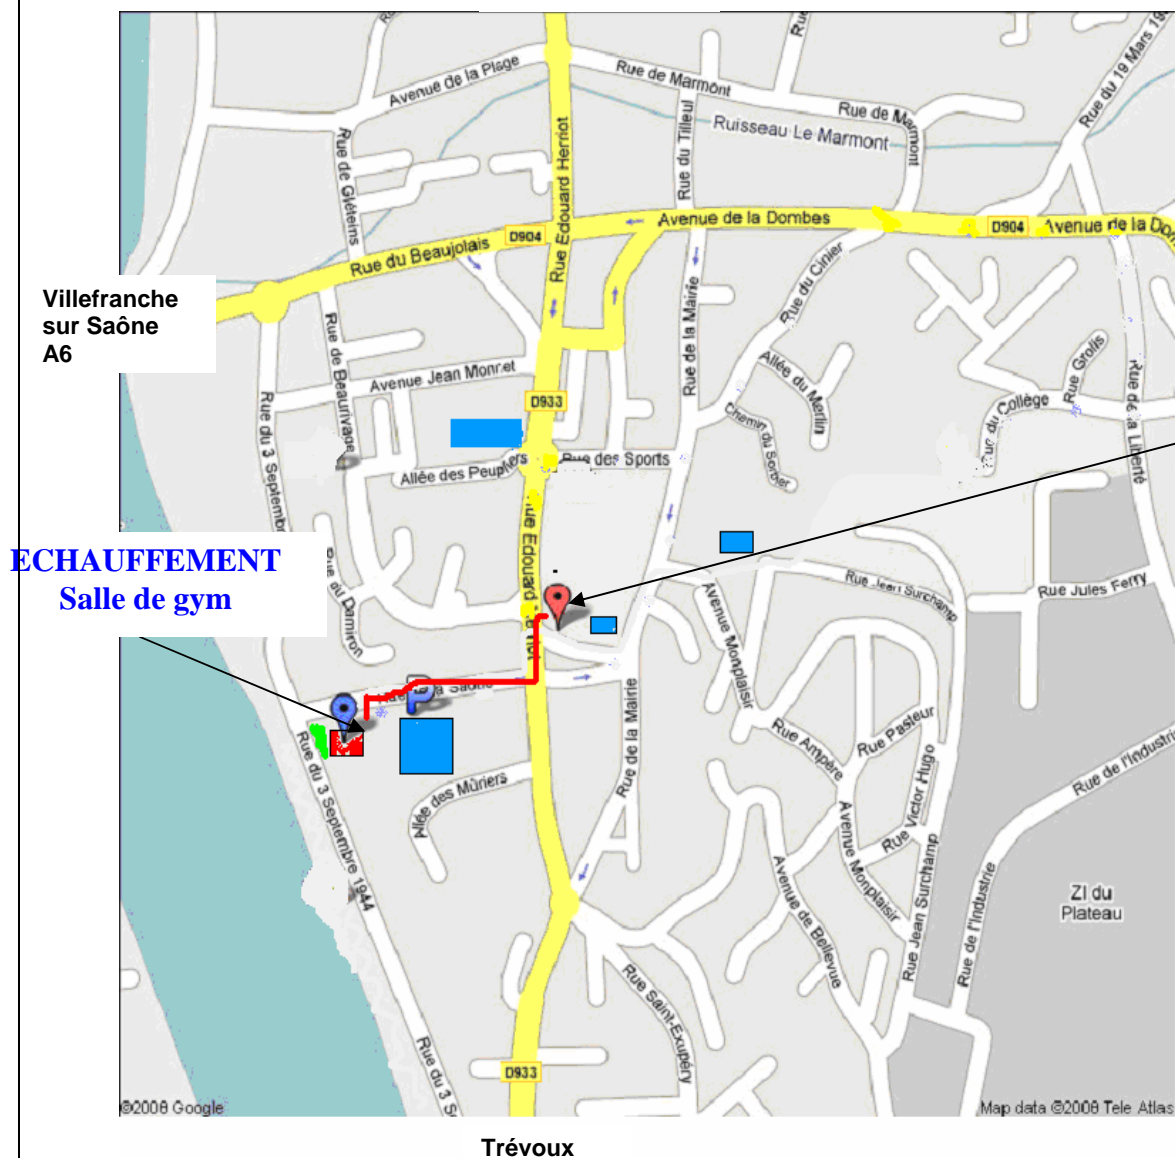 Avenue de la Plage
Rue de Marmont
Rue de Marmont
Rue du 19 Mars
Ruisseau Le Marmont
Rue du Tilleul
Rue de Gléteins
Rue Edouard Herriot
Avenue de la Dombes
D904
Avenue de la Dom
D904
Rue du Beaujolais
Rue du Cinier
Villefranche
sur Saône
A6
Rue de la Mairie
Rue de Beaurivage
Avenue Jean Monnet
Allée du Merlin
Rue Grolis
D933
du Collège
Chemin du Sorbier
Rue de la Liberté
Rue du 3 Septemb
Allée des Peupliers
Rue des Sports
ECHAUFFEMENT
Salle de gym
Rue Edouard
Rue du Damiron
Rue Jean Surchamp
Rue Jules Ferry
Avenue Monplaisir
a Saône
P
Rue de la Mairie
Rue Pasteur
Rue Ampère
Rue du 3 Septembre 1944
Allée des Mûriers
Rue Victor Hugo
Rue de l'Industrie
Avenue Monplaisir
Avenue de Bellevue
Rue Jean Surchamp
ZI du
Plateau
Rue de l'Industrie
Rue Saint-Exupéry
Rue du 3 S
D933
©2008 Google
Map data ©2008 Tele Atlas
Trévoux